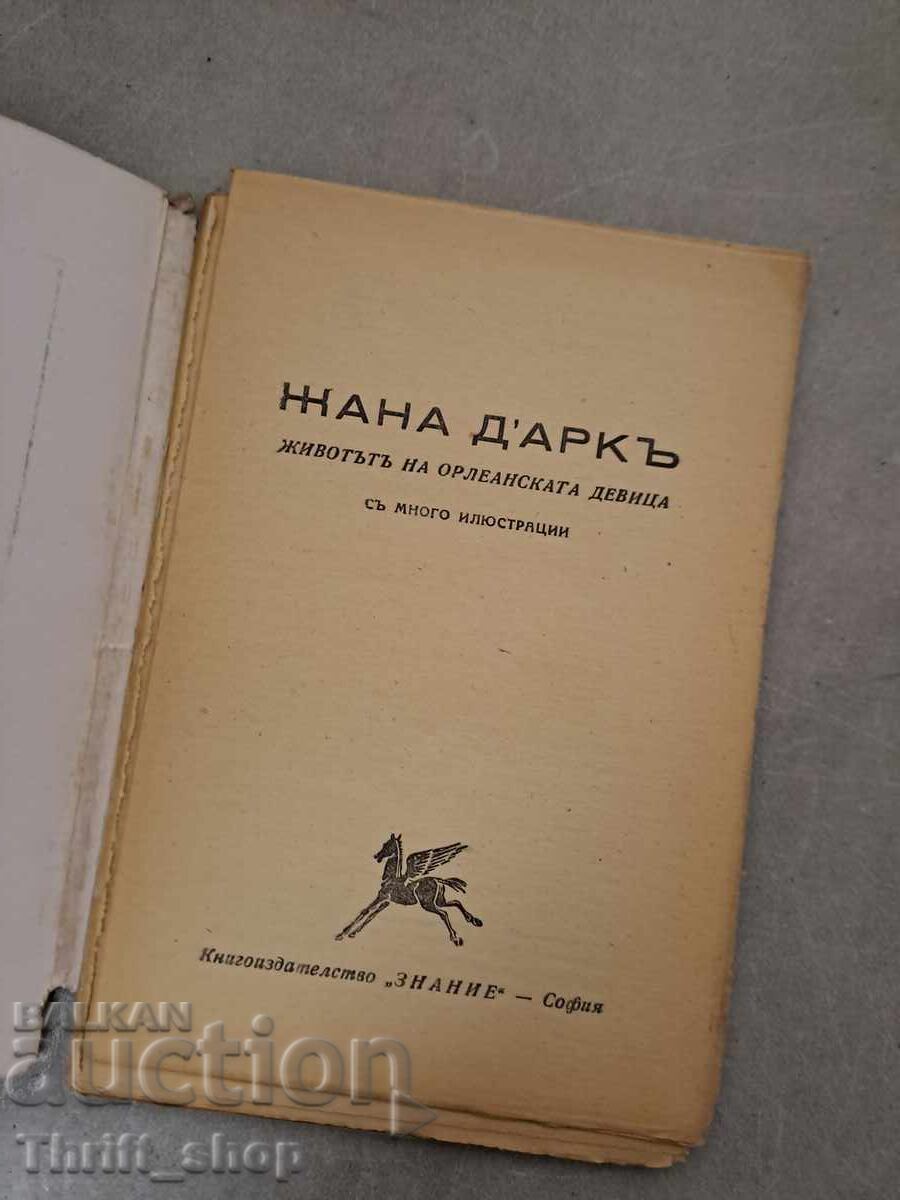 ЖАНА Д'АРКЪ
ЖИВОТЪТЪ НА ОРЛЕАНСКАТА ДЕВИЦА
СЪ МНОГО ИЛЮСТРАЦИИ
Книгоиздателство „ЗНАНИЕ“ — София
BALKAN
auction
Thrift_shop